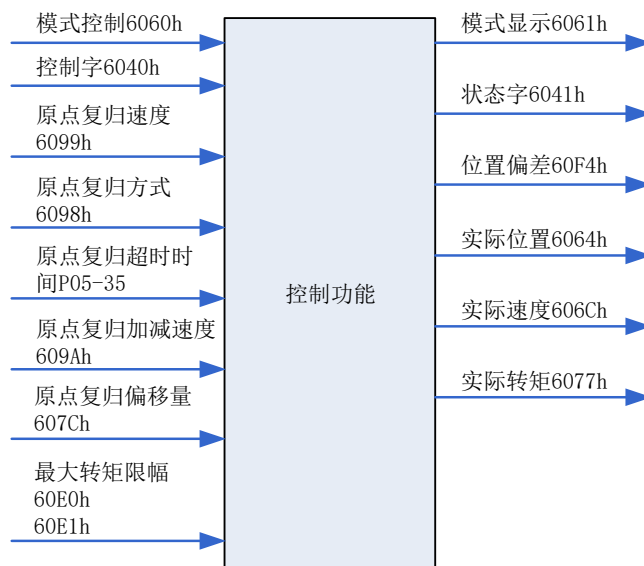 模式控制6060h
控制字6040h
原点复归速度
6099h
原点复归方式
6098h
原点复归超时时
间P05-35
原点复归加减速度
609Ah
原点复归偏移量
607Ch
最大转矩限幅
60E0h
60E1h
控制功能
模式显示6061h
状态字6041h
位置偏差60F4h
实际位置6064h
实际速度606Ch
实际转矩6077h